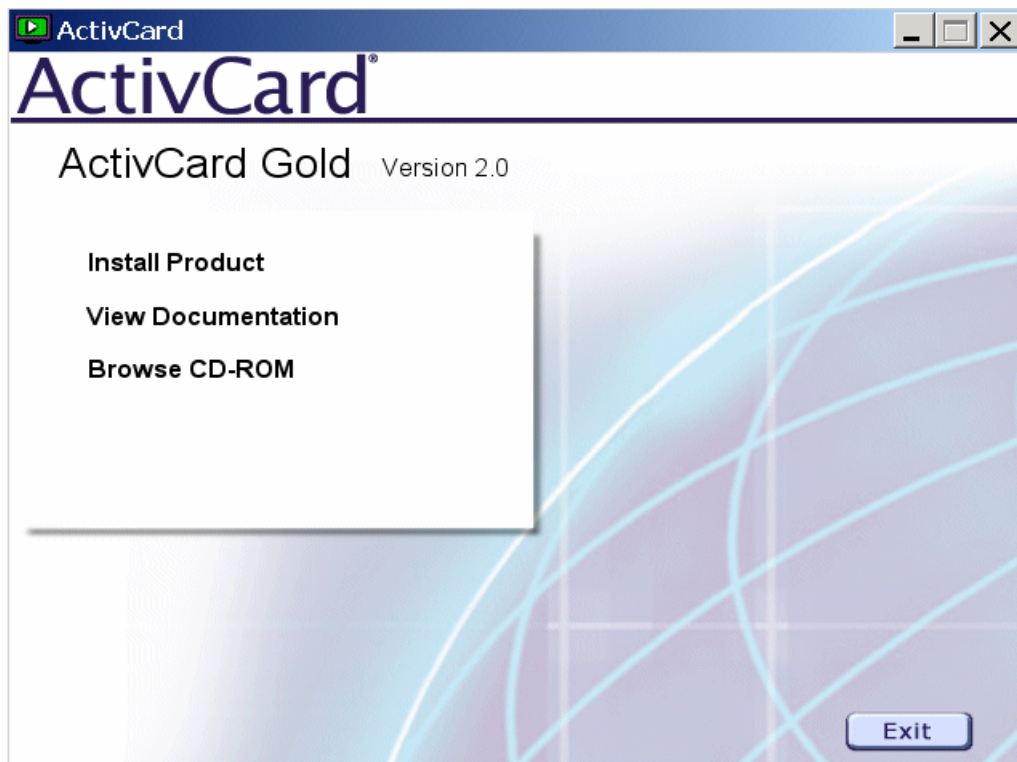 ActivCard
ActivCard®
ActivCard Gold Version 2.0
Install Product
View Documentation
Browse CD-ROM
Exit